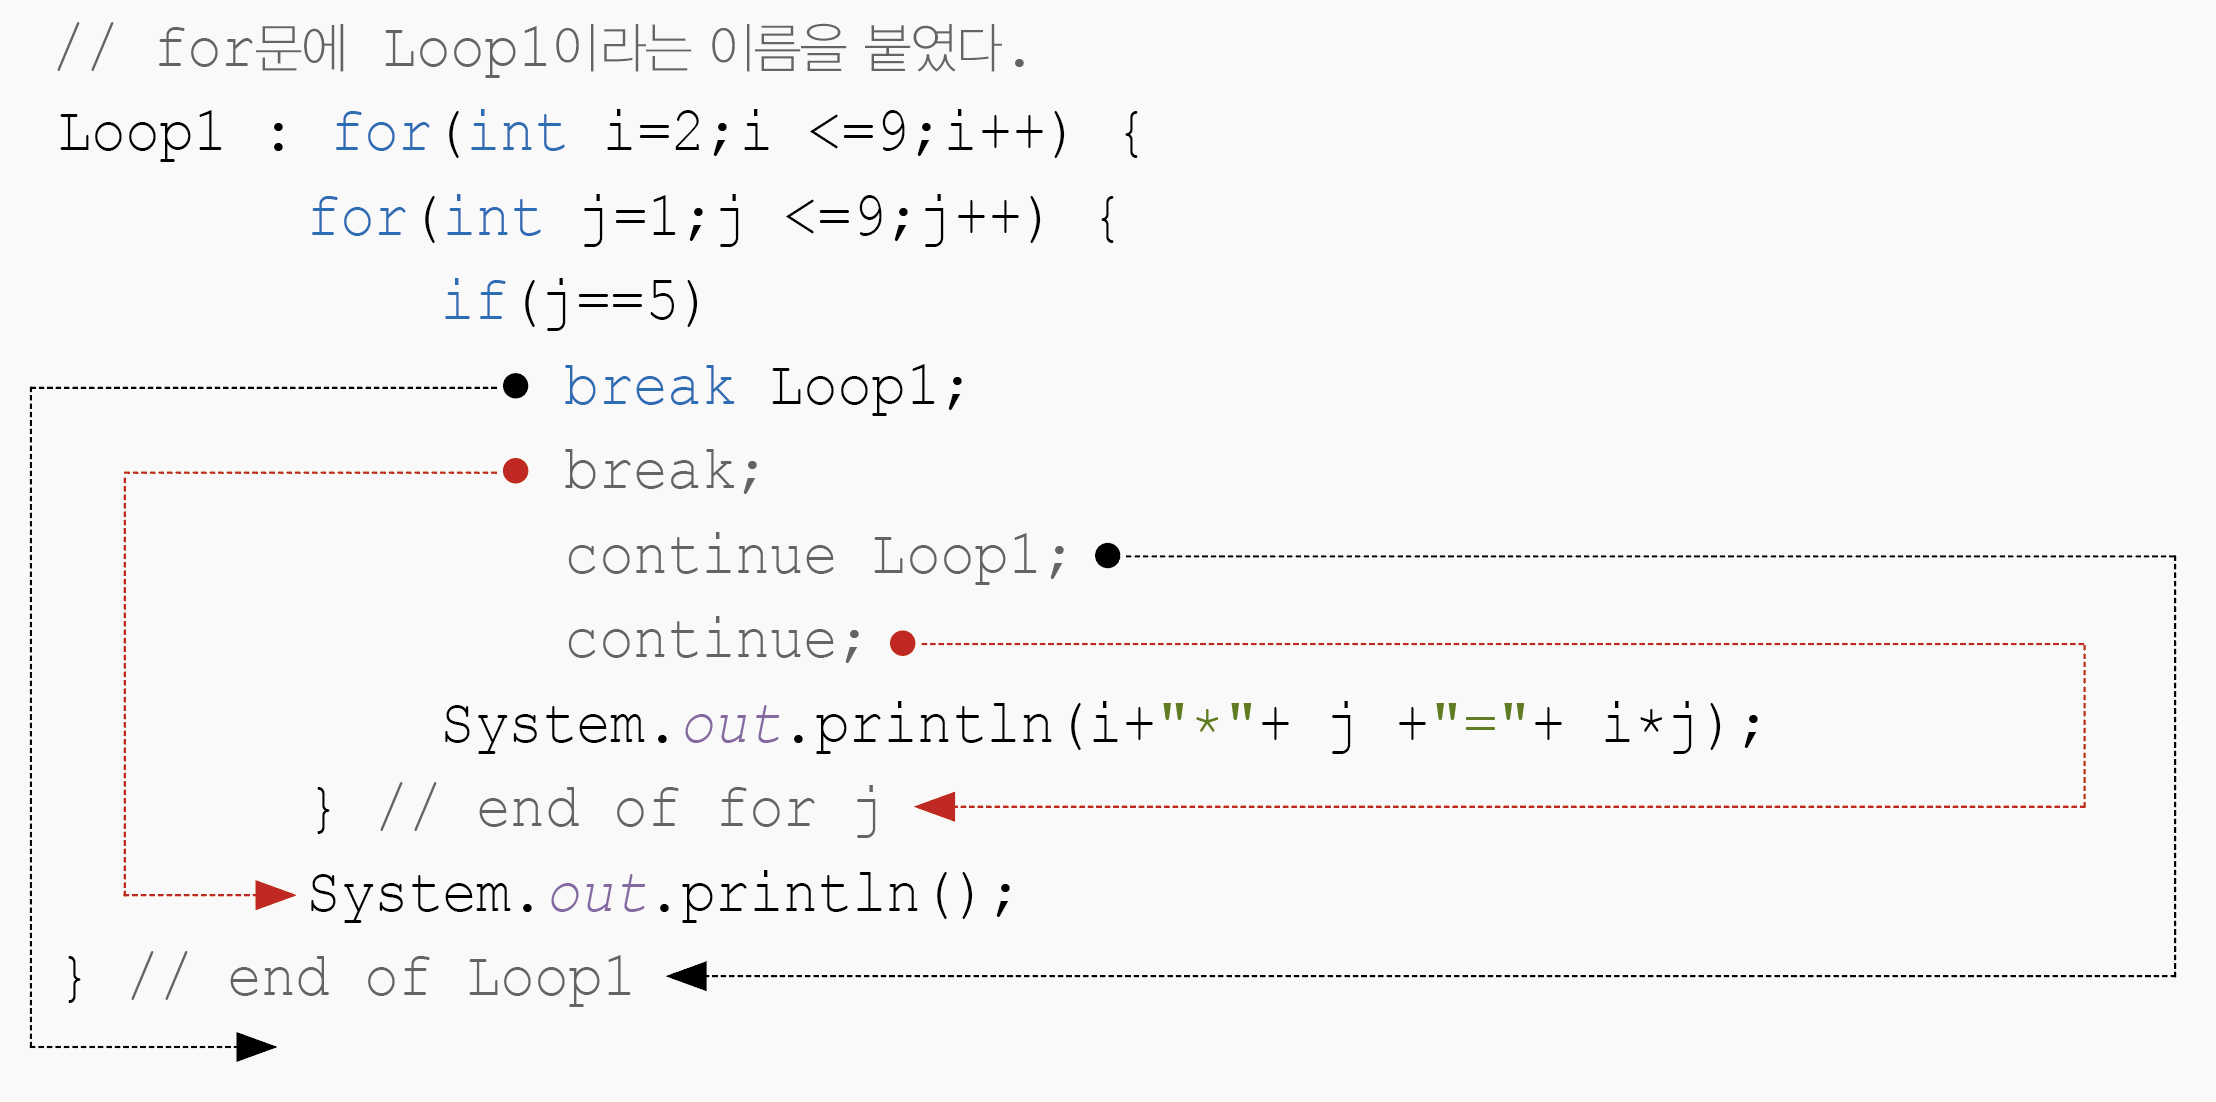 // for문에 Loop1이라는 이름을 붙였다.
Loop1 : for(int i=2;i <=9;i++) {
for(int j=1;j <=9;j++) {
if(j==5)
break Loop1;
break;
continue Loop1;
continue;
System.out.println(i+"*"+ j +"="+ i*j);
} // end of for j
System.out.println();
} // end of Loop1